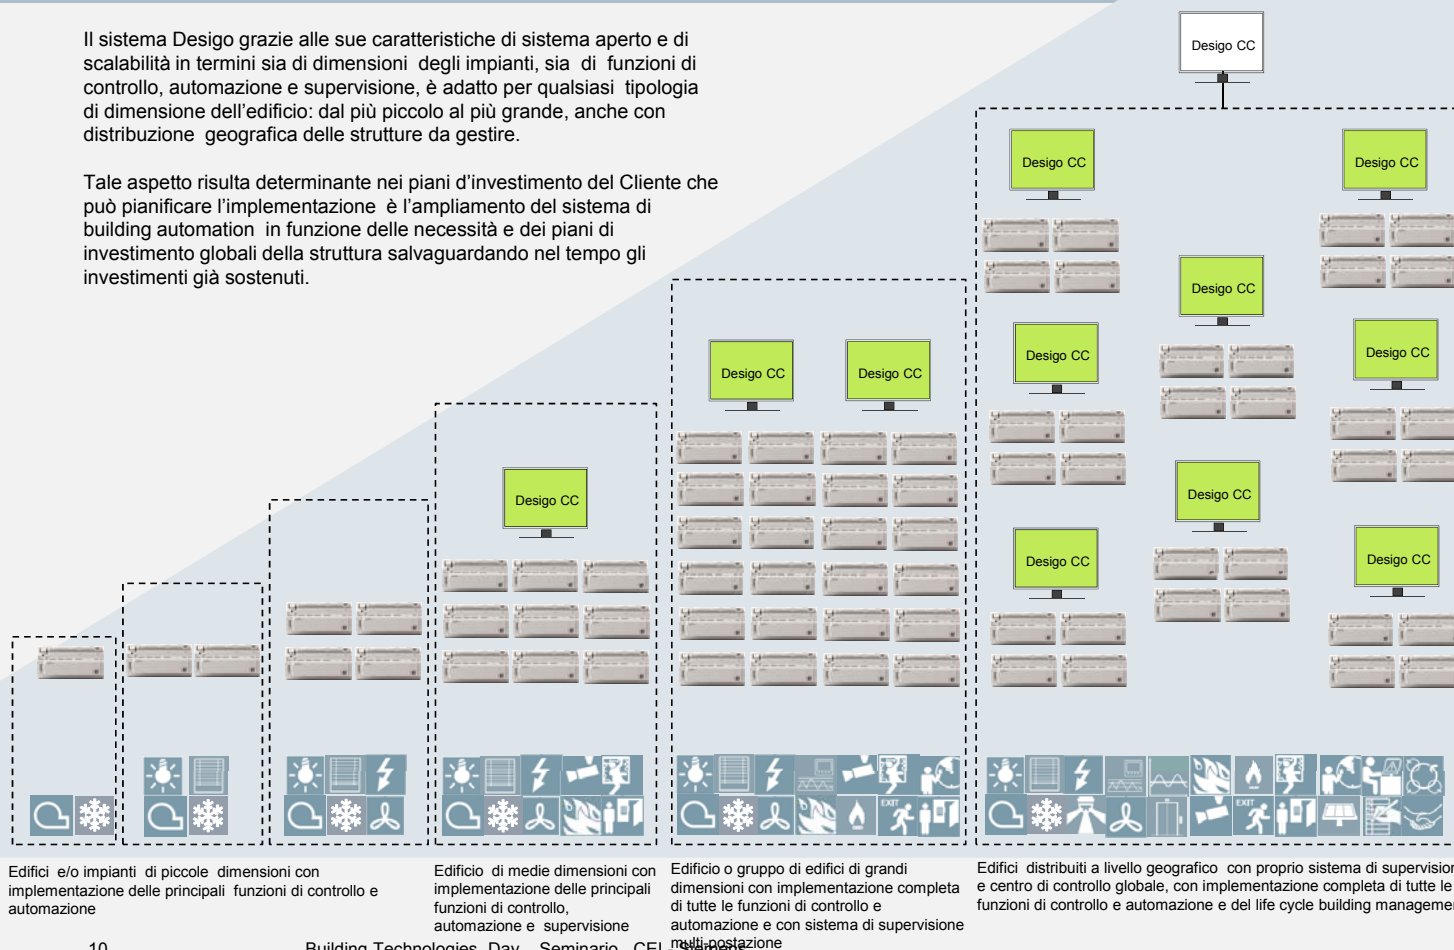 Il sistema Desigo grazie alle sue caratteristiche di sistema aperto e di
scalabilità in termini sia di dimensioni degli impianti, sia di funzioni di
controllo, automazione e supervisione, è adatto per qualsiasi tipologia
di dimensione dell'edificio: dal più piccolo al più grande, anche con
distribuzione geografica delle strutture da gestire.
Tale aspetto risulta determinante nei piani d'investimento del Cliente che
può pianificare l'implementazione è l'ampliamento del sistema di
building automation in funzione delle necessità e dei piani di
investimento globali della struttura salvaguardando nel tempo gli
investimenti già sostenuti.
Desigo CC
Desigo CC
Desigo CC
Desigo CC
Desigo CC
Desigo CC
Desigo CC
Desigo CC
Desigo CC
Desigo CC
Desigo CC
Desigo CC
EXIT
EXIT
Edifici e/o impianti di piccole dimensioni con
implementazione delle principali funzioni di controllo e
automazione
Edificio di medie dimensioni con
implementazione delle principali
funzioni di controllo,
automazione e supervisione
Edificio o gruppo di edifici di grandi
dimensioni con implementazione completa
di tutte le funzioni di controllo e
automazione e con sistema di supervisione
multi-postazione
Edifici distribuiti a livello geografico con proprio sistema di supervision
e centro di controllo globale, con implementazione completa di tutte le
funzioni di controllo e automazione e del life cycle building managemen
10
Building Technologies Day Seminario CEI - Siemens